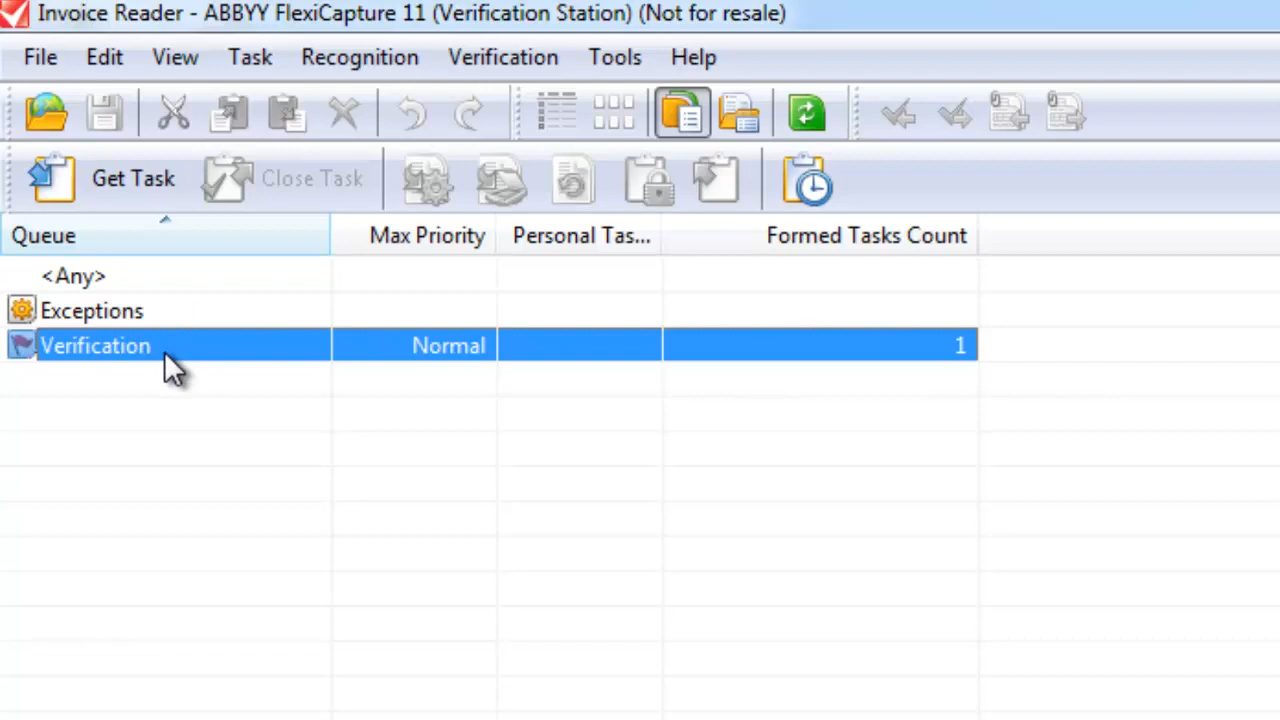 Invoice Reader - ABBYY FlexiCapture 11 (Verification Station) (Not for resale)
File Edit View Task Recognition Verification Tools Help
Get Task Close Task
Queue Max Priority Personal Tas... Formed Tasks Count
<Any>
Exceptions
Verification Normal 1